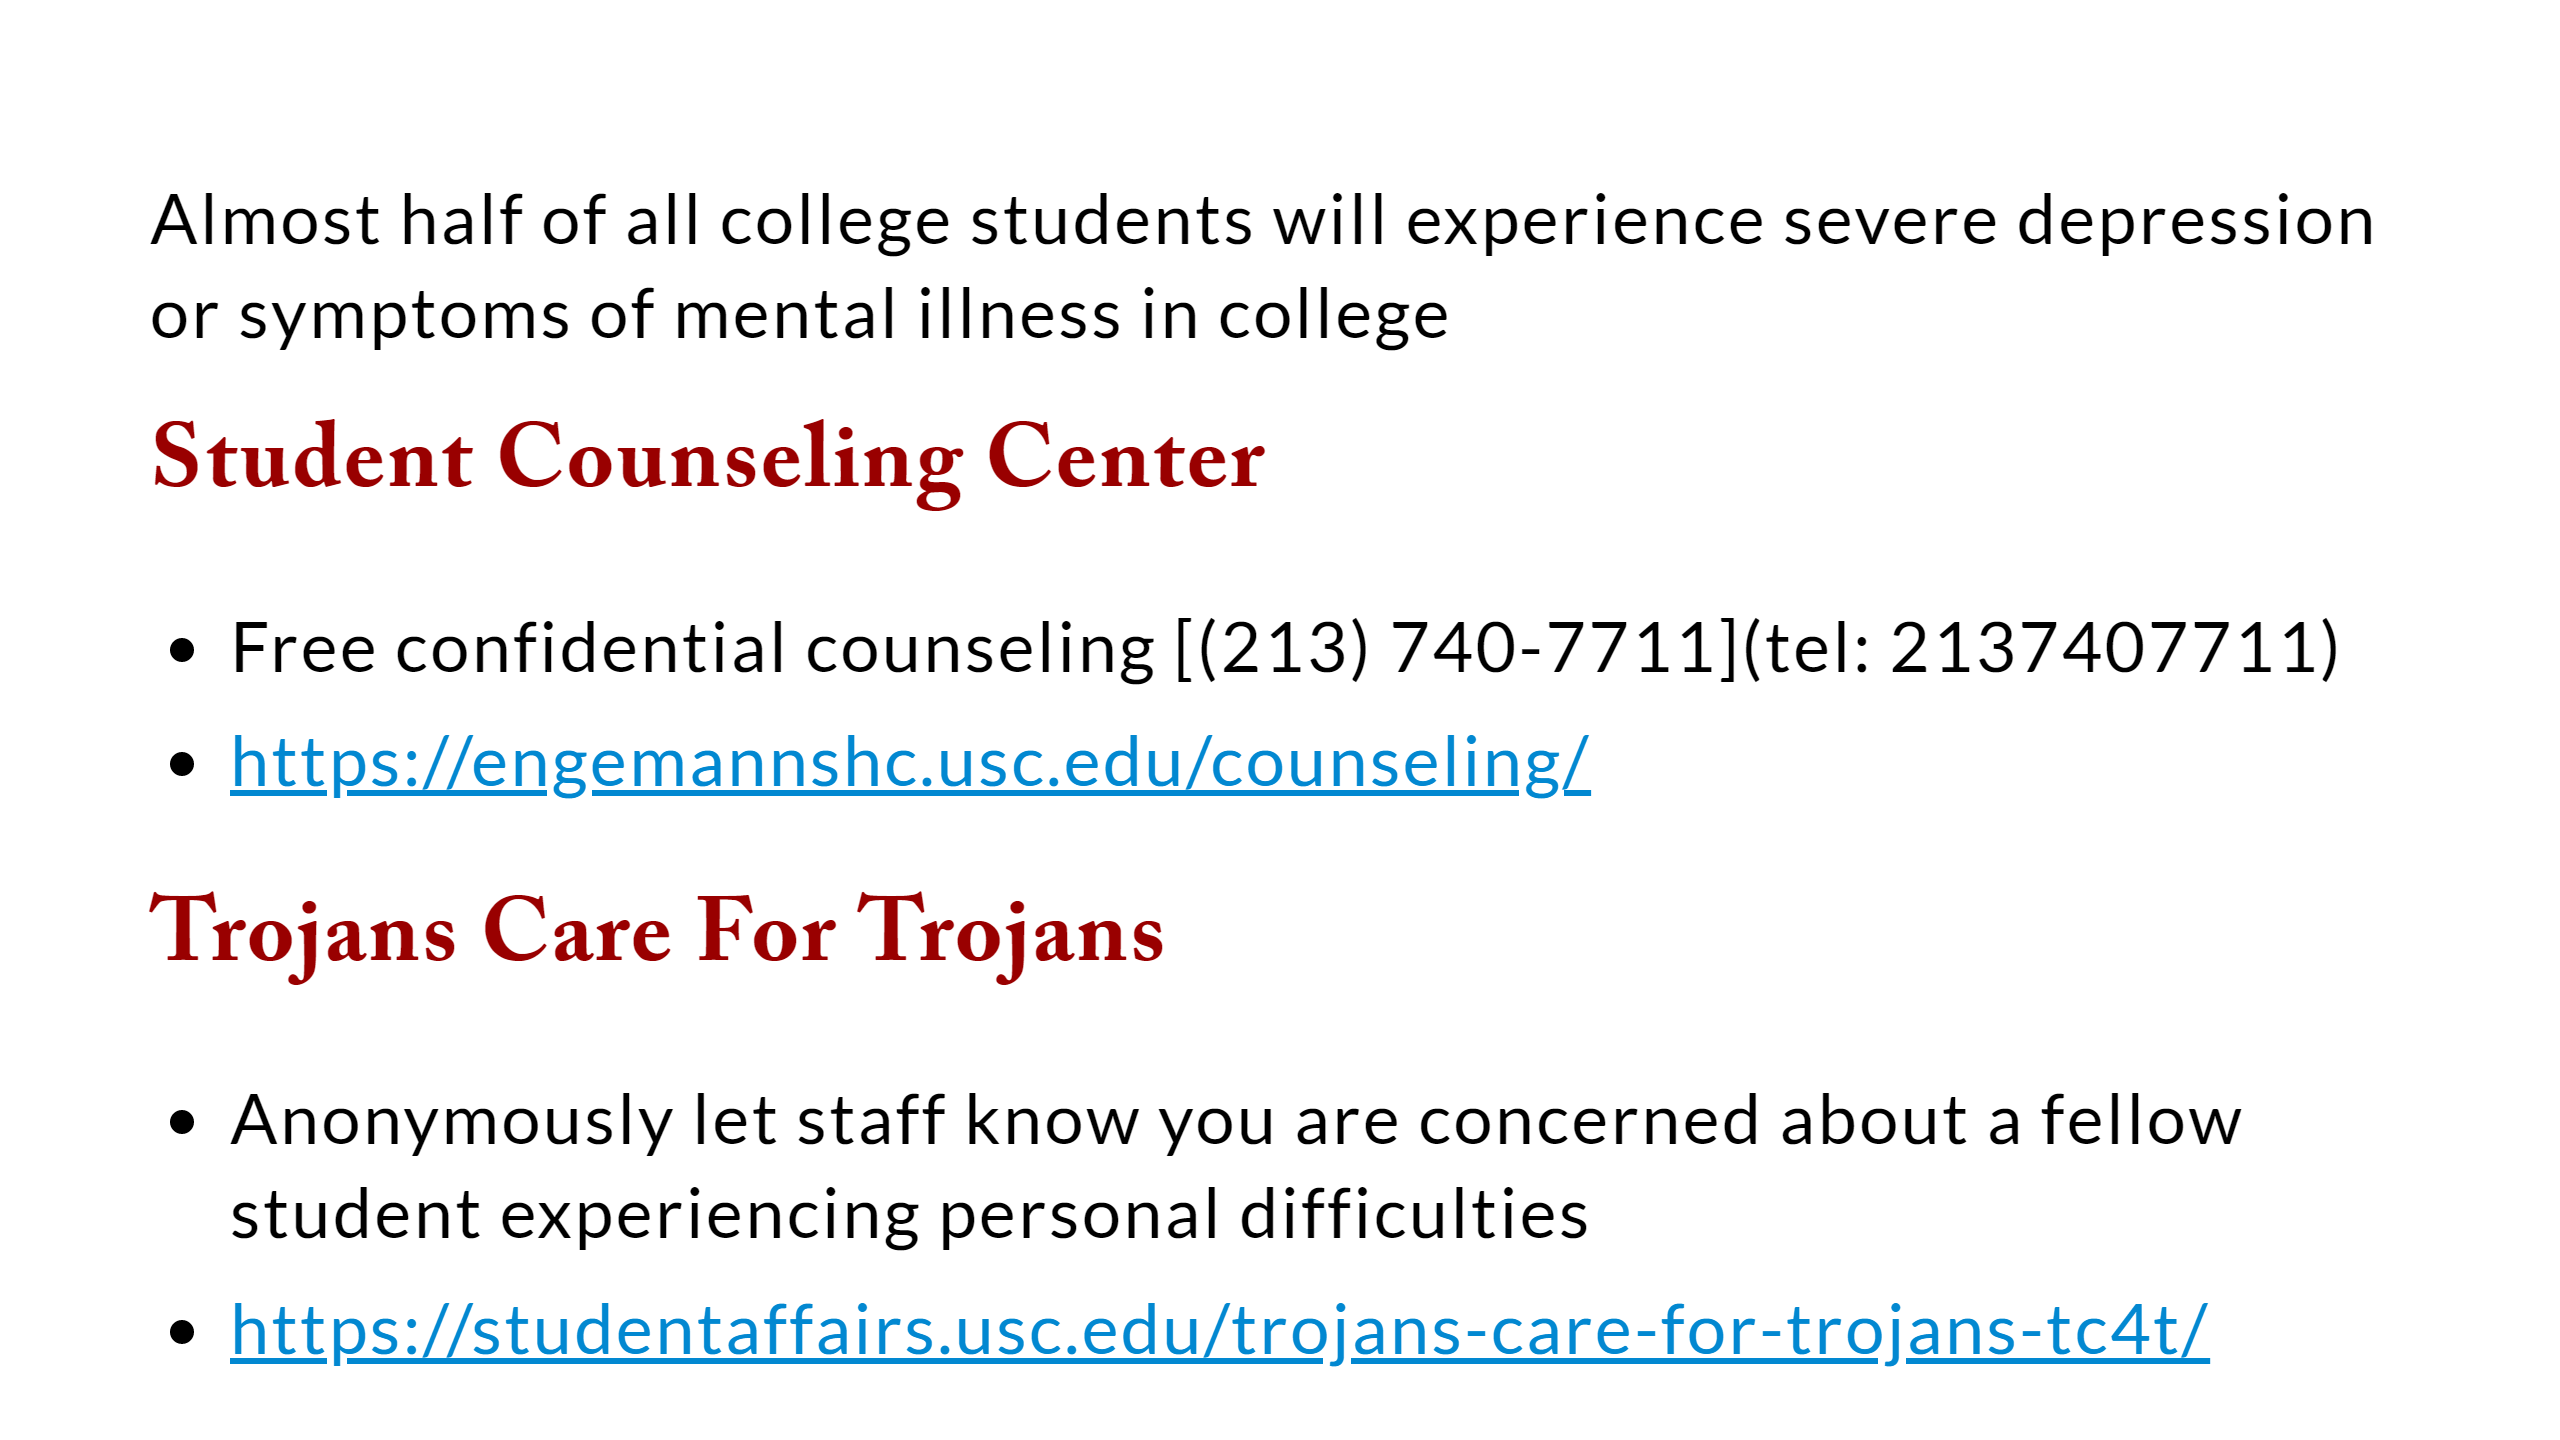 Almost half of all college students will experience severe depression
or symptoms of mental illness in college
Student Counseling Center
• Free confidential counseling [(213) 740-7711](tel: 2137407711)
• https://engemannshc.usc.edu/counseling/
Trojans Care For Trojans
• Anonymously let staff know you are concerned about a fellow
student experiencing personal difficulties
• https://studentaffairs.usc.edu/trojans-care-for-trojans-tc4t/